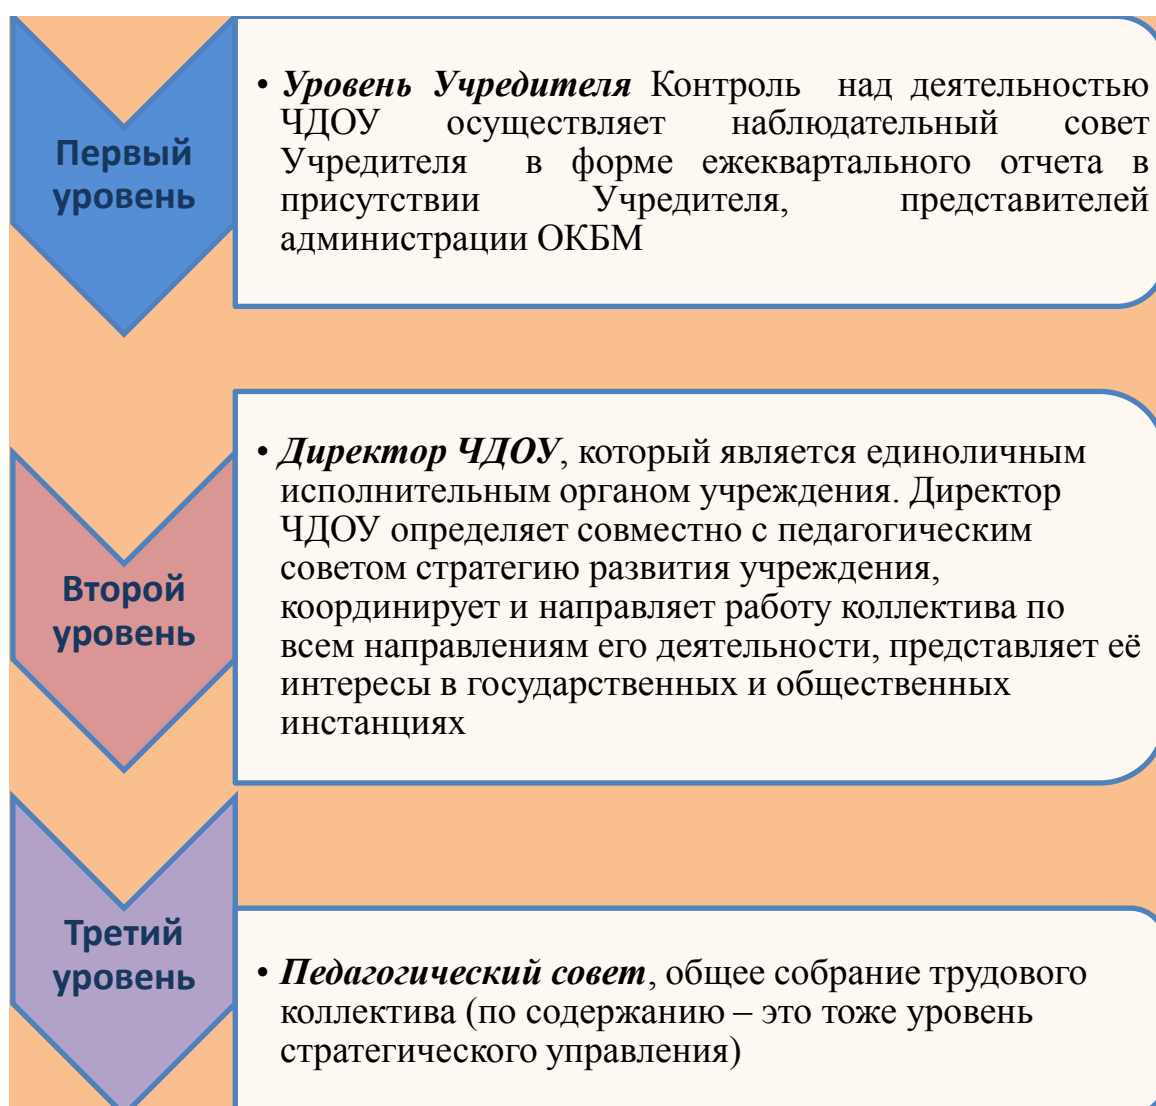 Первый
уровень
• Уровень Учредителя Контроль над деятельностью
ЧДОУ осуществляет наблюдательный совет
Учредителя в форме ежеквартального отчета в
присутствии Учредителя, представителей
администрации ОКБМ
Второй
уровень
• Директор ЧДОУ, который является единоличным
исполнительным органом учреждения. Директор
ЧДОУ определяет совместно с педагогическим
советом стратегию развития учреждения,
координирует и направляет работу коллектива по
всем направлениям его деятельности, представляет её
интересы в государственных и общественных
инстанциях
Третий
уровень
• Педагогический совет, общее собрание трудового
коллектива (по содержанию – это тоже уровень
стратегического управления)